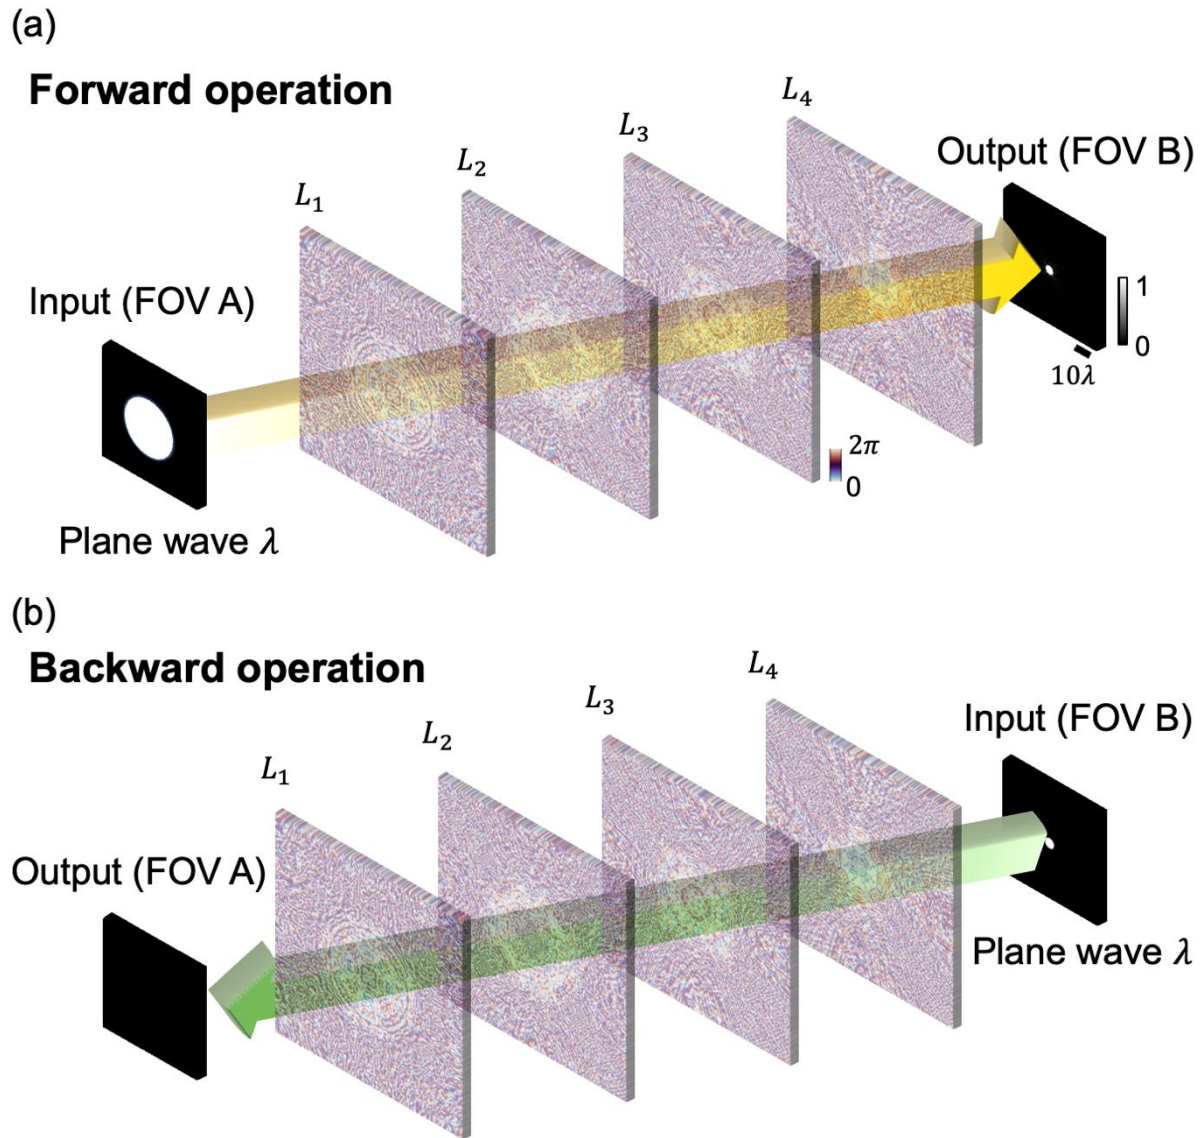 (a)
Forward operation
L₁
L₂
L₃
L₄
Input (FOV A)
Output (FOV B)
Plane wave λ
1
0
10λ
2π
0
(b)
Backward operation
L₁
L₂
L₃
L₄
Input (FOV B)
Output (FOV A)
Plane wave λ